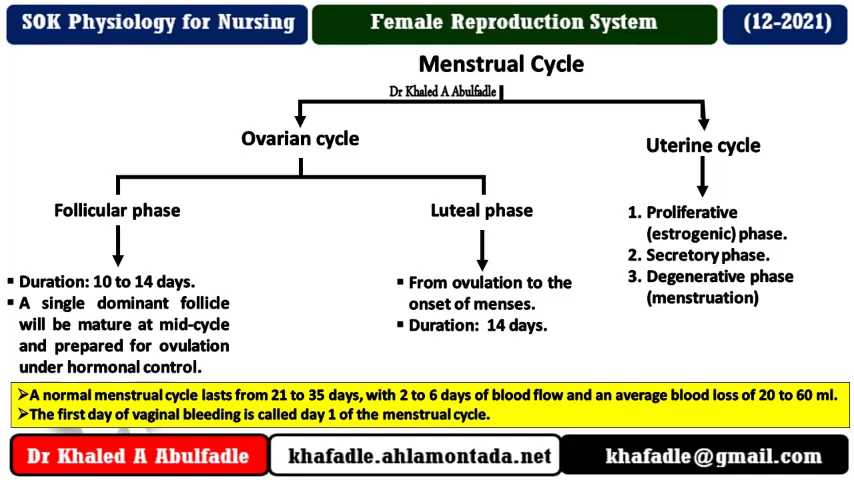 SOK Physiology for Nursing
Female Reproduction System
(12-2021)
Menstrual Cycle
Dr Khaled A Abulfadle
Ovarian cycle
Uterine cycle
Follicular phase
Luteal phase
▪ Duration: 10 to 14 days.
▪ A single dominant follicle
will be mature at mid-cycle
and prepared for ovulation
under hormonal control.
▪ From ovulation to the
onset of menses.
▪ Duration: 14 days.
1. Proliferative
(estrogenic) phase.
2. Secretory phase.
3. Degenerative phase
(menstruation)
➢A normal menstrual cycle lasts from 21 to 35 days, with 2 to 6 days of blood flow and an average blood loss of 20 to 60 ml.
➢The first day of vaginal bleeding is called day 1 of the menstrual cycle.
Dr Khaled A Abulfadle
khafadle.ahlamontada.net
khafadle@gmail.com